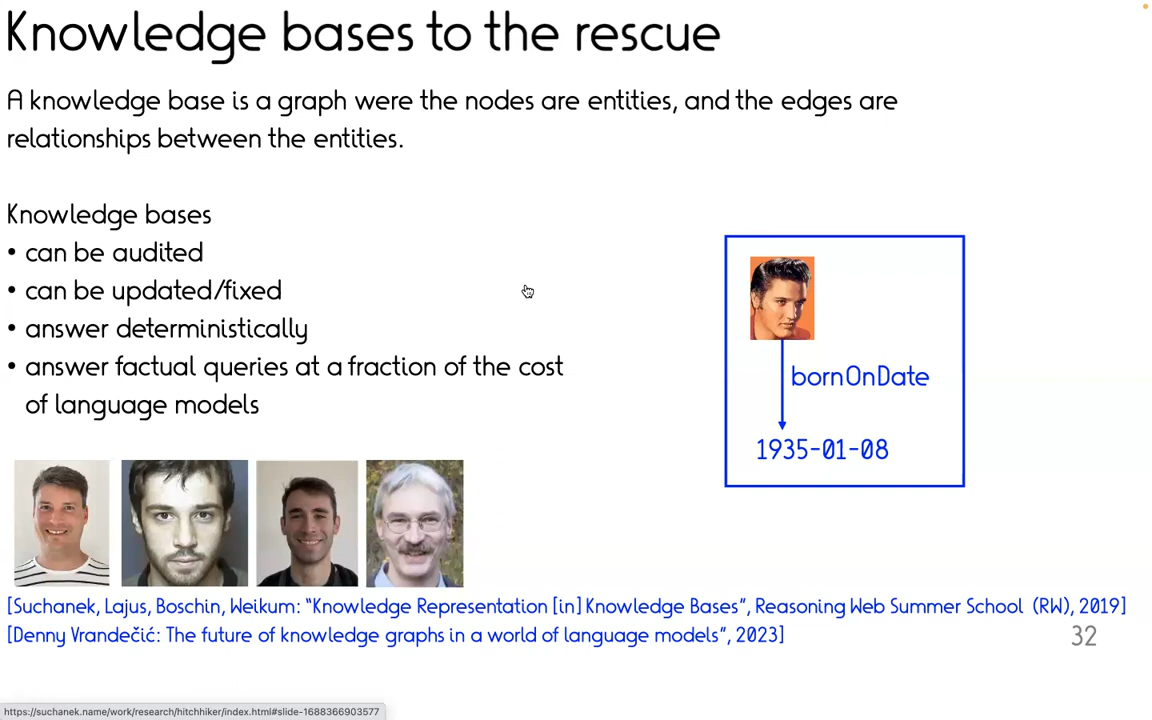 Knowledge bases to the rescue
A knowledge base is a graph were the nodes are entities, and the edges are
relationships between the entities.
Knowledge bases
• can be audited
• can be updated/fixed
• answer deterministically
• answer factual queries at a fraction of the cost
of language models
bornOnDate
1935-01-08
[Suchanek, Lajus, Boschin, Weikum: “Knowledge Representation [in] Knowledge Bases”, Reasoning Web Summer School (RW), 2019]
[Denny Vrandečić: The future of knowledge graphs in a world of language models”, 2023]
32
https://suchanek.name/work/research/hitchhiker/index.html#slide-1688366903577